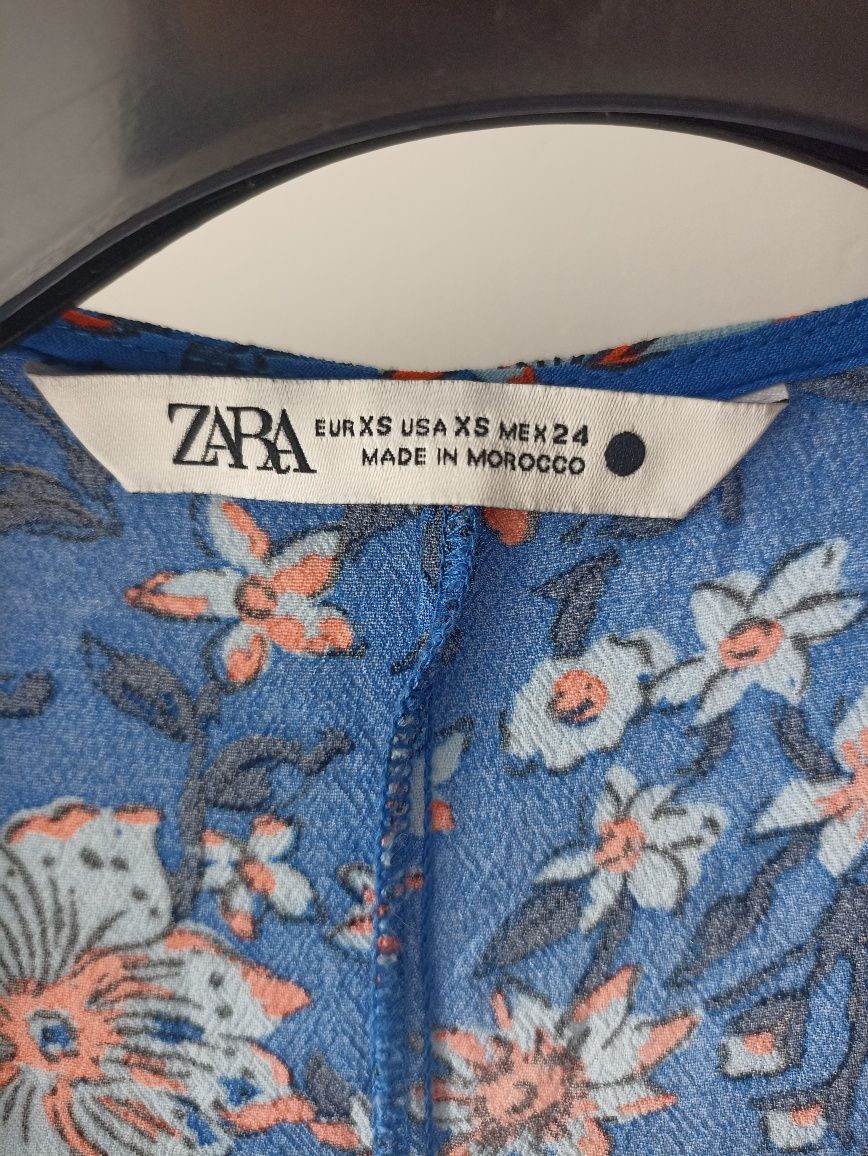 ZARA
EUR XS USA XS MEX 24
MADE IN MOROCCO